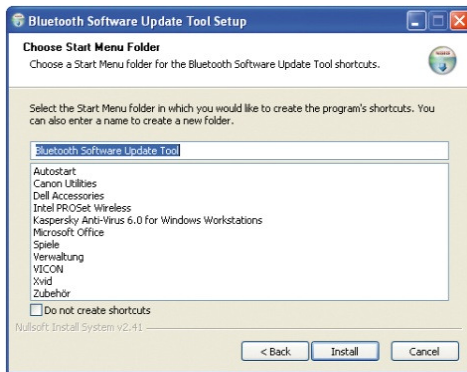 Bluetooth Software Update Tool Setup
Choose Start Menu Folder
Choose a Start Menu folder for the Bluetooth Software Update Tool shortcuts.
Select the Start Menu folder in which you would like to create the program's shortcuts. You
can also enter a name to create a new folder.
Bluetooth Software Update Tool
Autostart
Canon Utilities
Dell Accessories
Intel PROSet Wireless
Kaspersky Anti-Virus 6.0 for Windows Workstations
Microsoft Office
Spiele
Verwaltung
VICON
Xvid
Zubehör
Do not create shortcuts
Nullsoft Install System v2.41
< Back Install Cancel